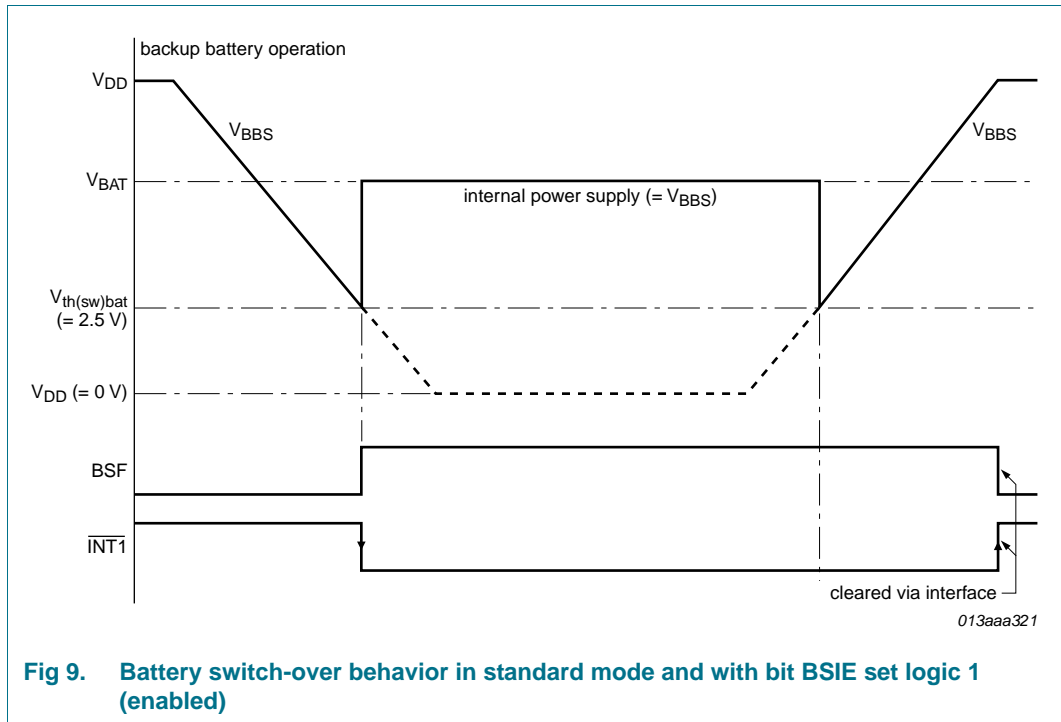 backup battery operation
VDD
VBBS
VBBS
VBAT
internal power supply (= VBBS)
Vth(sw)bat
(= 2.5 V)
VDD (= 0 V)
BSF
INT1
cleared via interface
013aaa321
Fig 9. Battery switch-over behavior in standard mode and with bit BSIE set logic 1
(enabled)